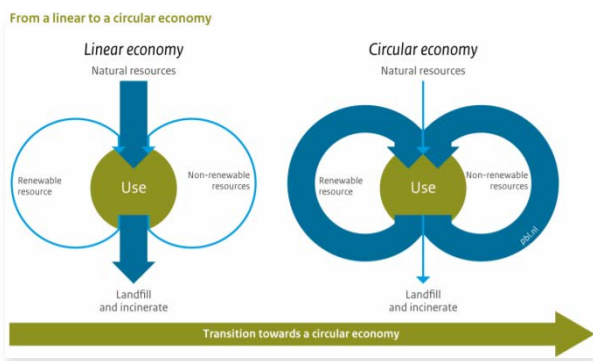 From a linear to a circular economy
Linear economy
Natural resources
Renewable
resource
Use
Non-renewable
resources
Landfill
and incinerate
Circular economy
Natural resources
Renewable
resource
Use
Non-renewable
resources
pbl.nl
Landfill
and incinerate
Transition towards a circular economy